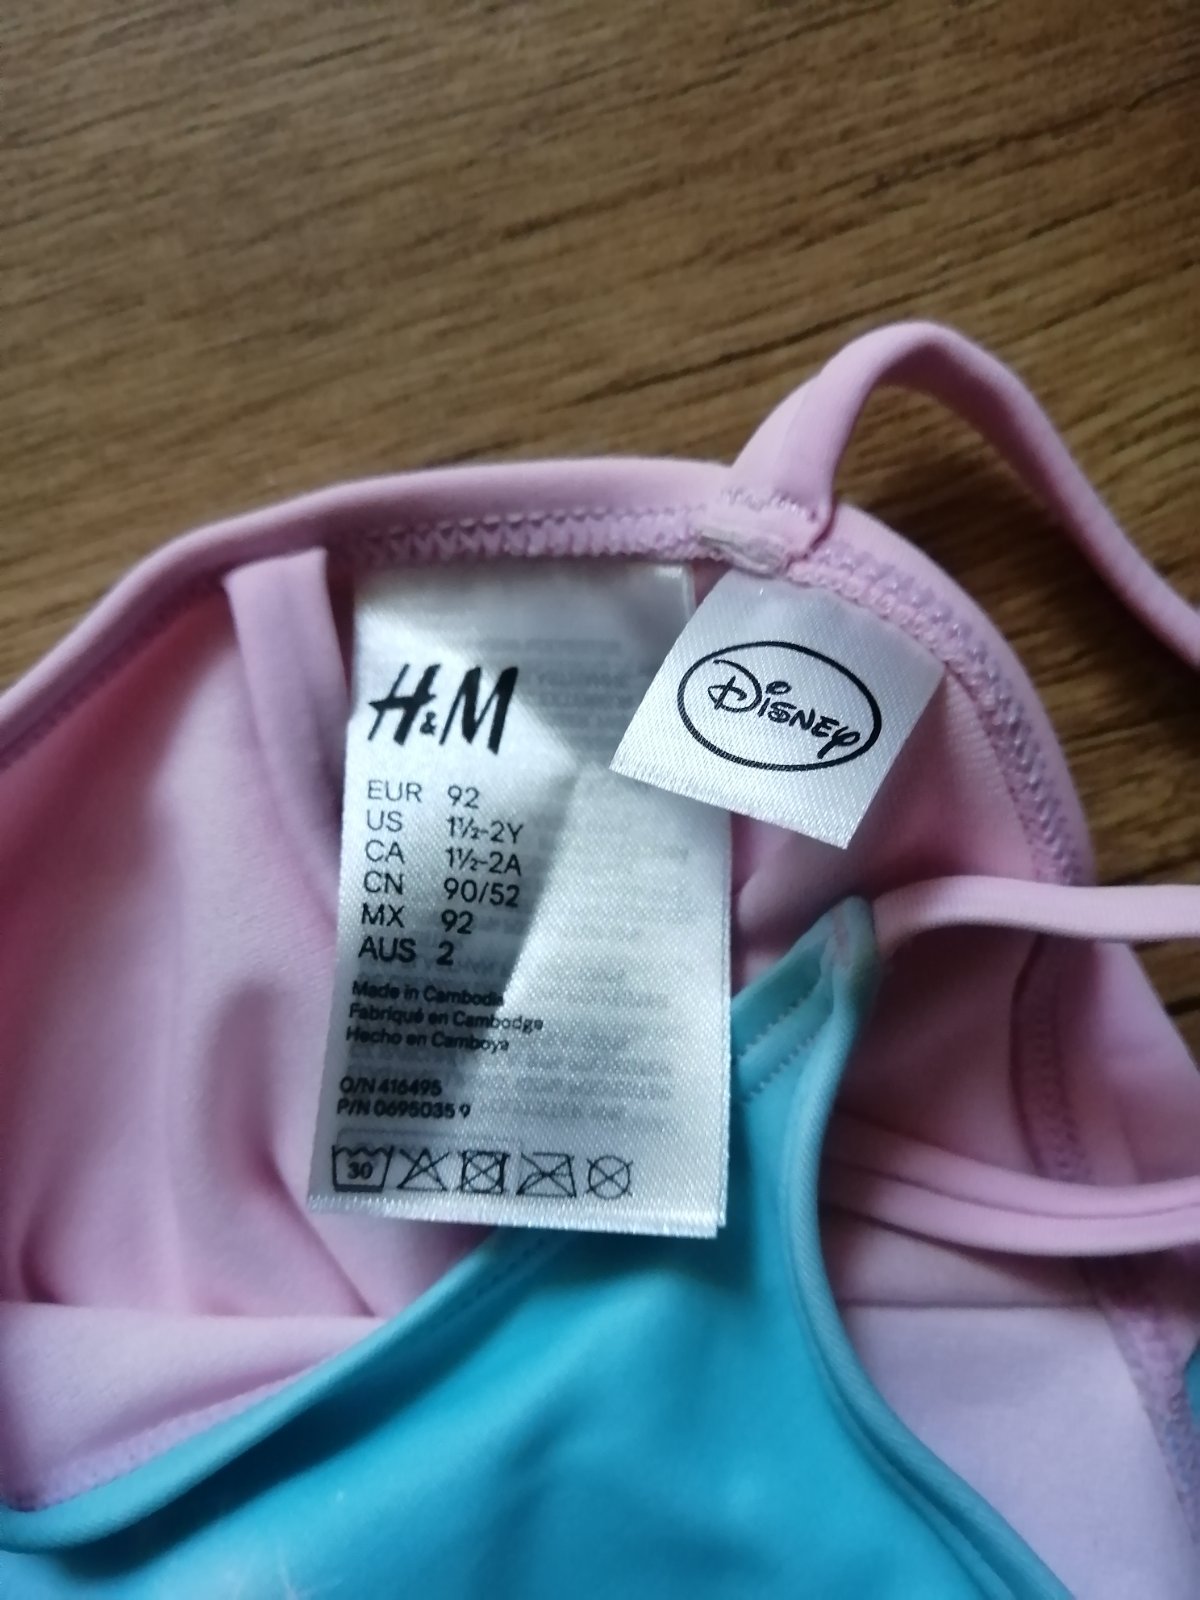 H&M
DISNEY
EUR 92
US 1½-2Y
CA 1½-2A
CN 90/52
MX 92
AUS 2
Made in Cambodia
Fabriqué en Cambodge
Hecho en Camboya
O/N 416495
P/N 0695035 9
30